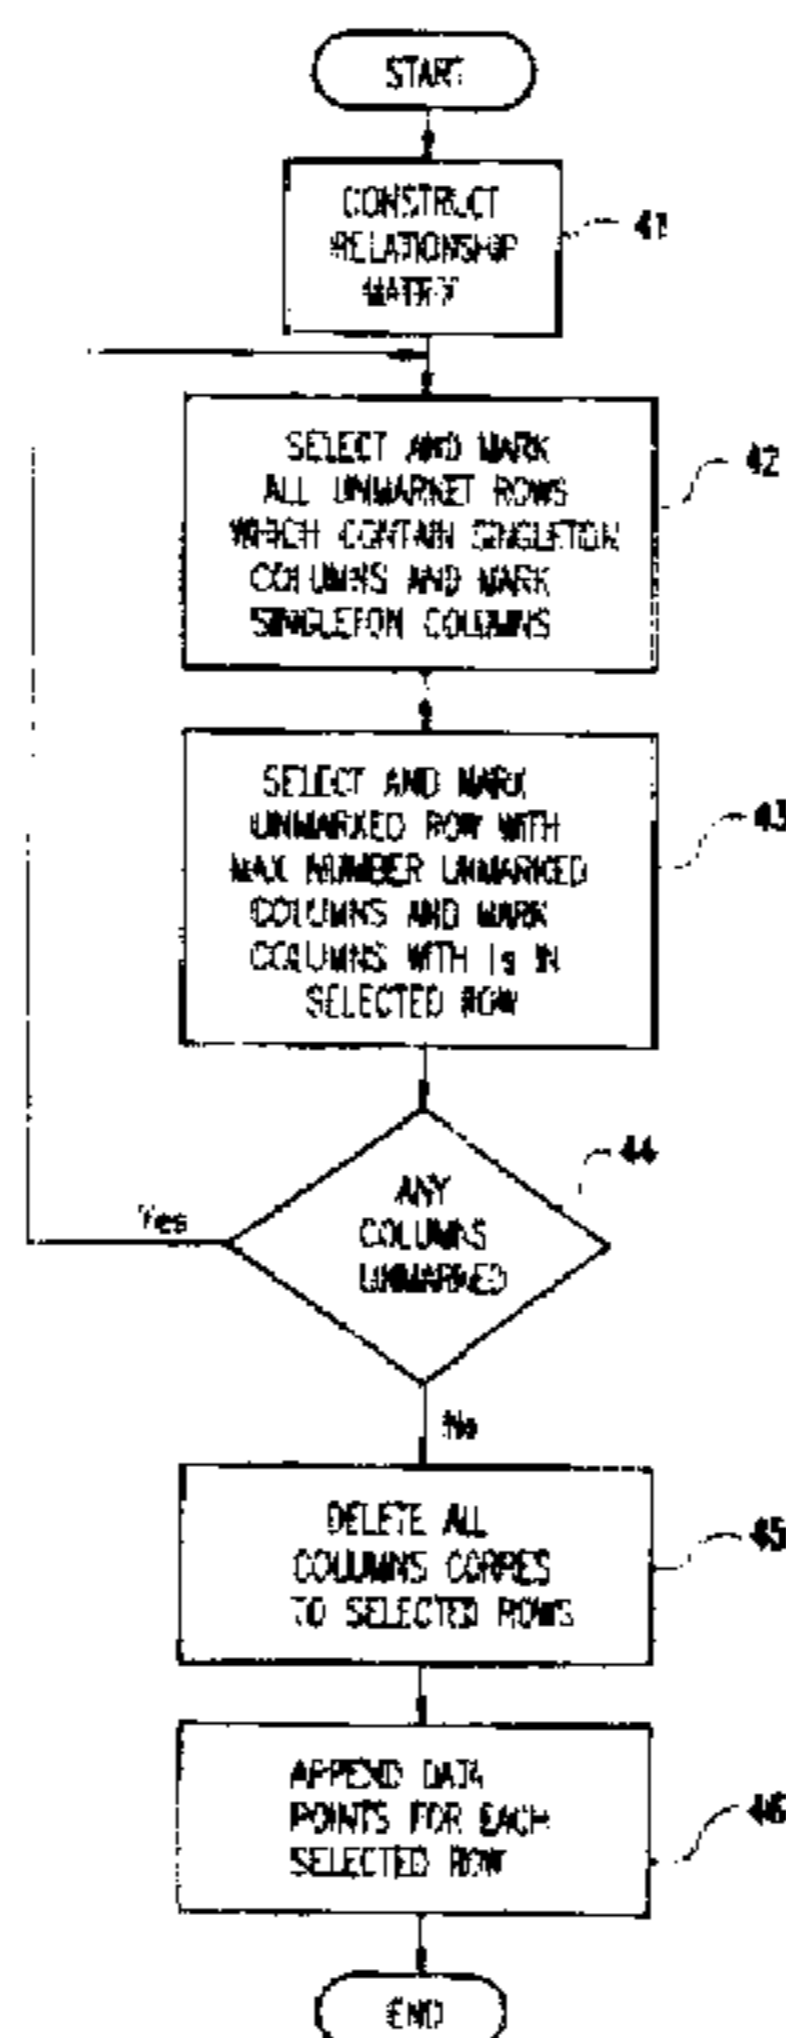 START
CONSTRUCT
RELATIONSHIP
MATRIX
41
SELECT AND MARK
ALL UNMARKET ROWS
WHICH CONTAIN SINGLETON
COLUMNS AND MARK
SINGLETON COLUMNS
42
SELECT AND MARK
UNMARKED ROW WITH
MAX NUMBER UNMARKED
COLUMNS AND MARK
COLUMNS WITH 1s IN
SELECTED ROW
43
ANY
COLUMNS
UNMARKED
44
Yes
No
DELETE ALL
COLUMNS CORRES
TO SELECTED ROWS
45
APPEND DATA
POINTS FOR EACH
SELECTED ROW
46
END